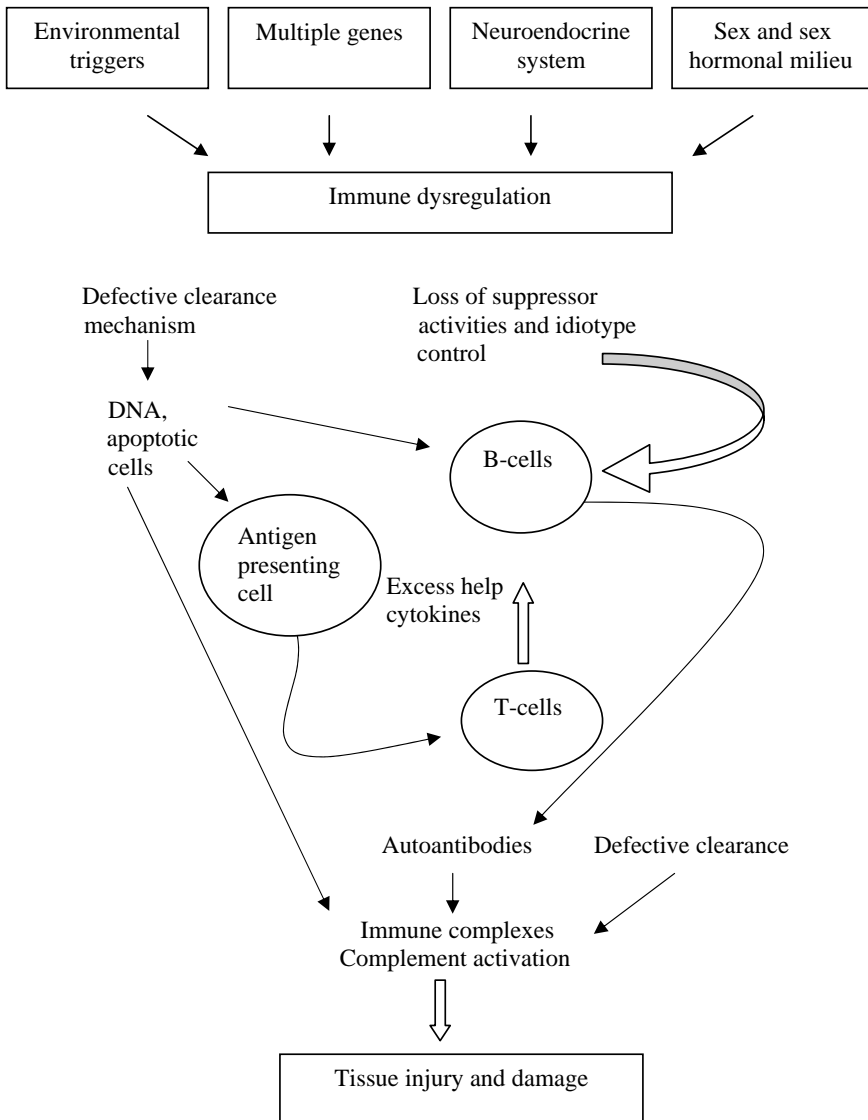 Environmental
triggers
Multiple genes
Neuroendocrine
system
Sex and sex
hormonal milieu
Immune dysregulation
Defective clearance
mechanism
Loss of suppressor
activities and idiotype
control
DNA,
apoptotic
cells
B-cells
Antigen
presenting
cell
Excess help
cytokines
T-cells
Autoantibodies
Defective clearance
Immune complexes
Complement activation
Tissue injury and damage